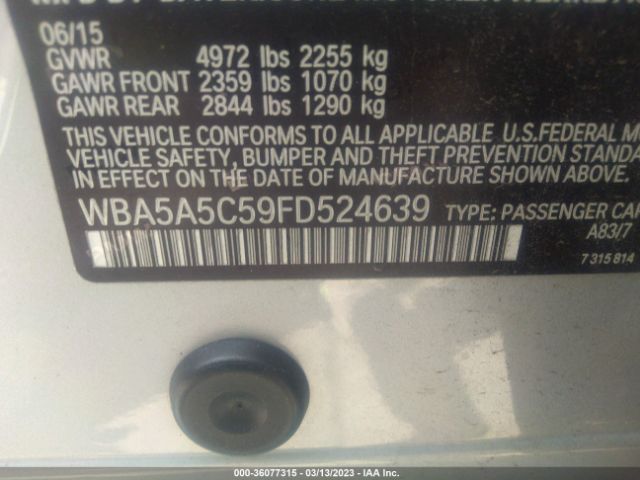 06/15
GVWR 4972 lbs 2255 kg
GAWR FRONT 2359 lbs 1070 kg
GAWR REAR 2844 lbs 1290 kg
THIS VEHICLE CONFORMS TO ALL APPLICABLE U.S.FEDERAL
VEHICLE SAFETY, BUMPER AND THEFT PREVENTION
IN EFFECT ON THE DATE OF MANUFACTURE SHOWN ABOVE.
WBA5A5C59FD524639 TYPE: PASSENGER CAR
A83/7
7 315 814
000-36077315 - 03/13/2023 - IAA Inc.